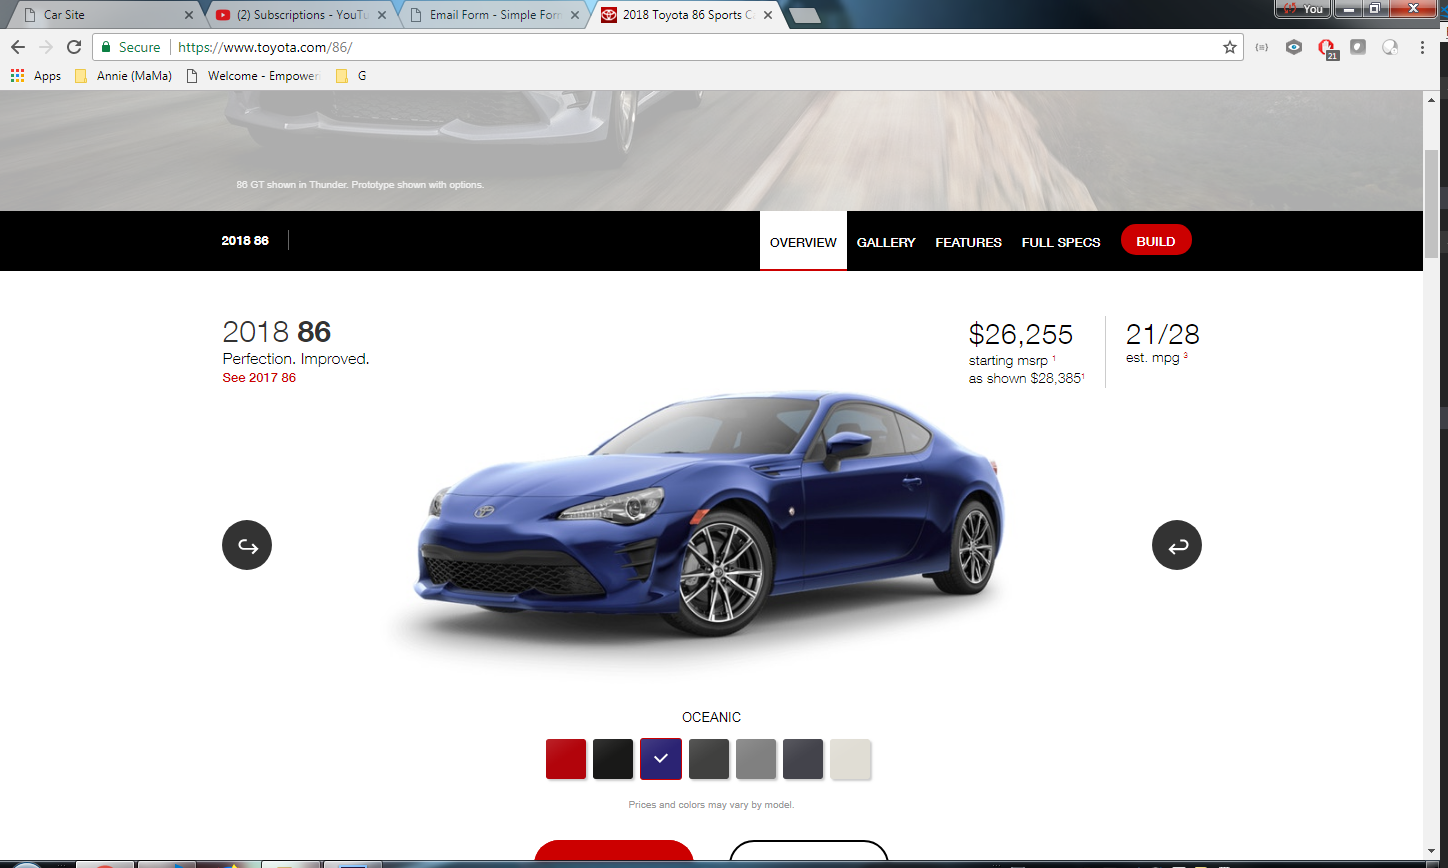 Car Site
(2) Subscriptions - YouTu
Email Form - Simple Form
2018 Toyota 86 Sports C
You
Secure
https://www.toyota.com/86/
21
Apps
Annie (MaMa)
Welcome - Empower
G
86 GT shown in Thunder. Prototype shown with options.
2018 86
OVERVIEW
GALLERY
FEATURES
FULL SPECS
BUILD
2018 86
Perfection. Improved.
See 2017 86
$26,255
starting msrp 1
as shown $28,3851
21/28
est. mpg 3
OCEANIC
Prices and colors may vary by model.